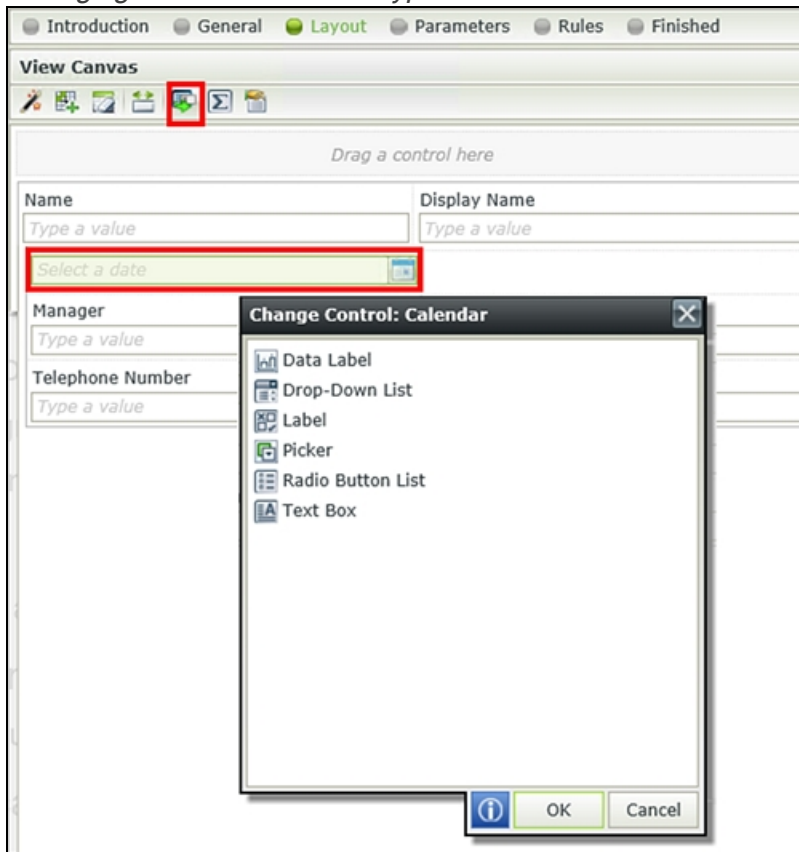 Introduction General Layout Parameters Rules Finished
View Canvas
Drag a control here
Name Display Name
Type a value Type a value
Select a date
Manager
Type a value
Telephone Number
Type a value
Change Control: Calendar
Data Label
Drop-Down List
Label
Picker
Radio Button List
Text Box
OK Cancel